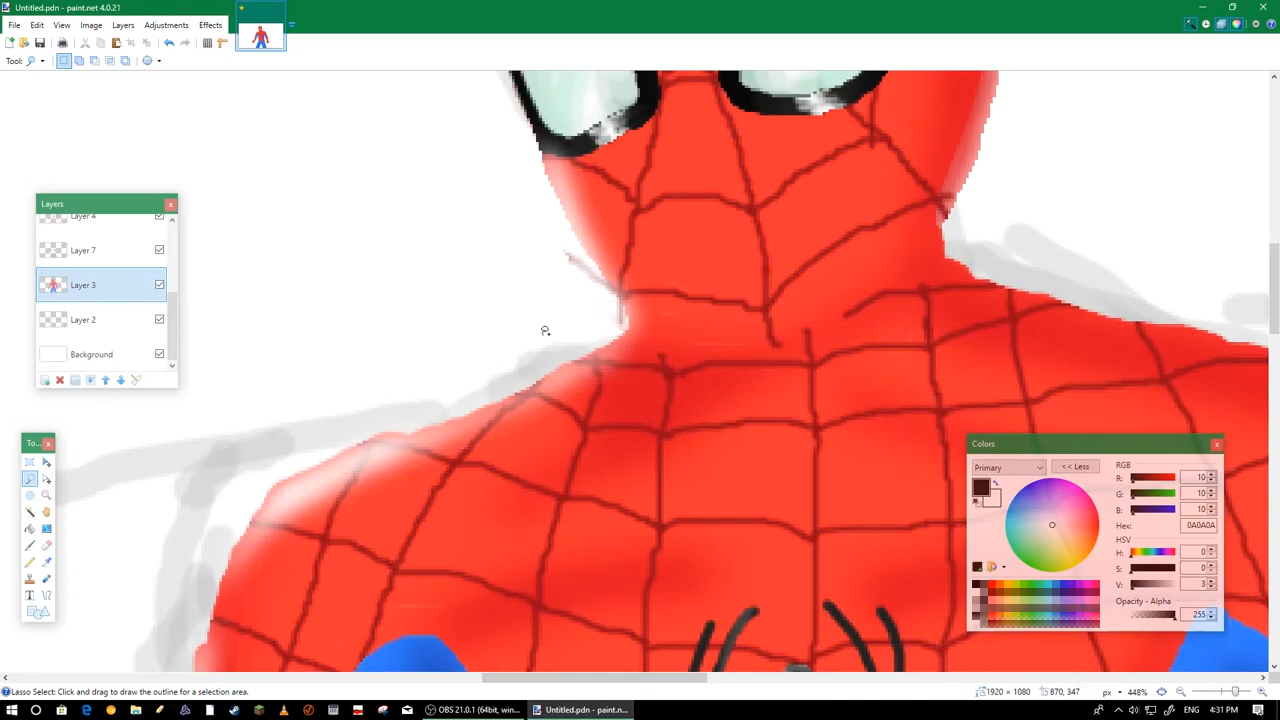 Untitled.pdn - paint.net 4.0.21
File Edit View Image Layers Adjustments Effects
Tool:
Layers
Layer 4
Layer 7
Layer 3
Layer 2
Background
To...
Colors
Primary
<< Less
RGB
R: 10
G: 10
B: 10
Hex: 0A0A0A
HSV
H: 0
S: 0
V: 3
Opacity - Alpha
255
Lasso Select: Click and drag to draw the outline for a selection area.
1920 × 1080
870, 347
px
448%
OBS 21.0.1 (64bit, win...
Untitled.pdn - paint.n...
4:31 PM